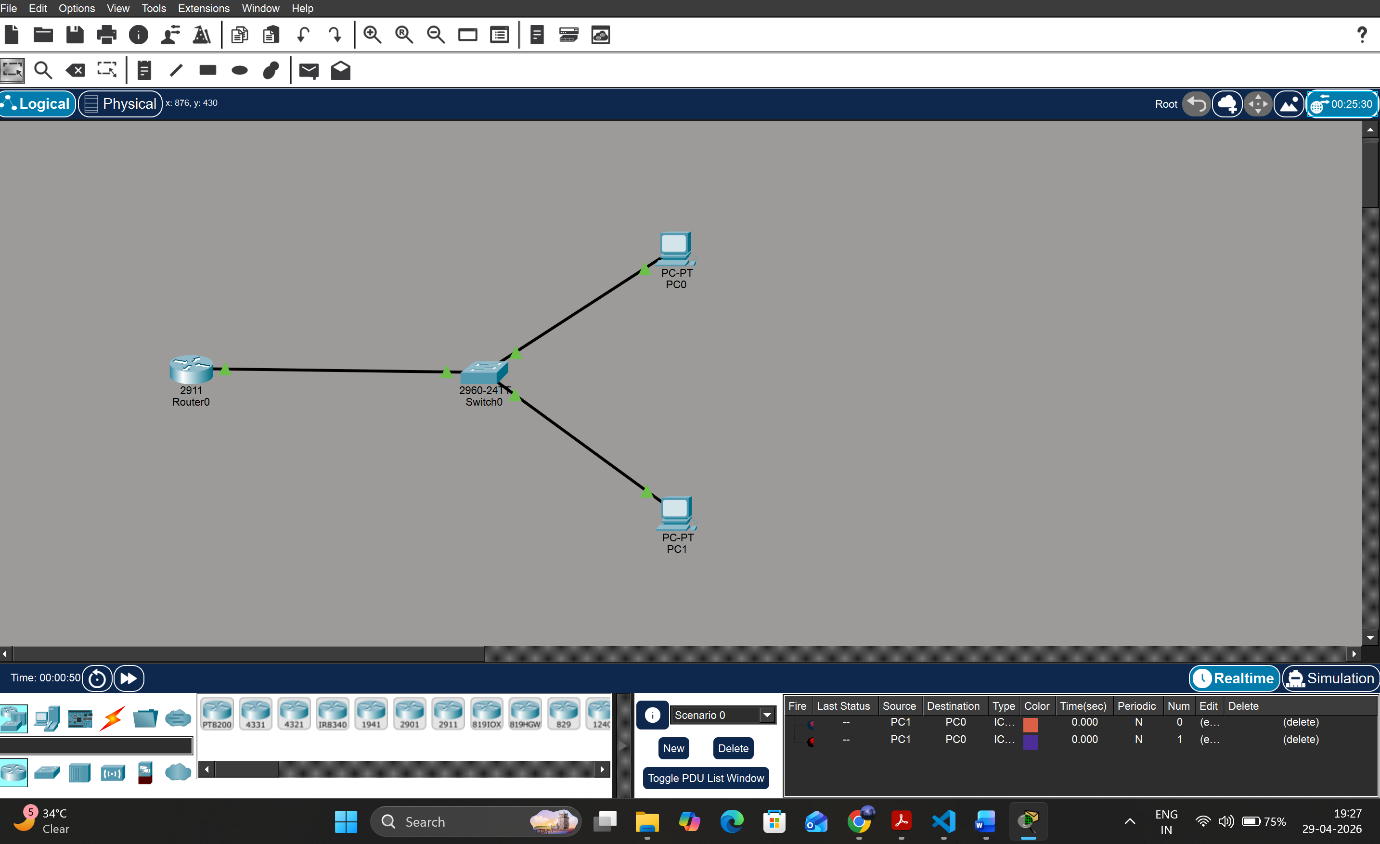 File Edit Options View Tools Extensions Window Help
?
Logical Physical x: 876, y: 430 Root 00:25:30
PC-PT
PC0
2911
Router0
2960-24TT
Switch0
PC-PT
PC1
Time: 00:00:50 Realtime Simulation
PT8200 4331 4321 IR8340 1941 2901 2911 819IOX 819HGW 829 1240
Scenario 0
New Delete
Toggle PDU List Window
Fire Last Status Source Destination Type Color Time(sec) Periodic Num Edit Delete
-- PC1 PC0 IC... 0.000 N 0 (e... (delete)
-- PC1 PC0 IC... 0.000 N 1 (e... (delete)
5 34°C
Clear
Search
ENG
IN
75%
19:27
29-04-2026